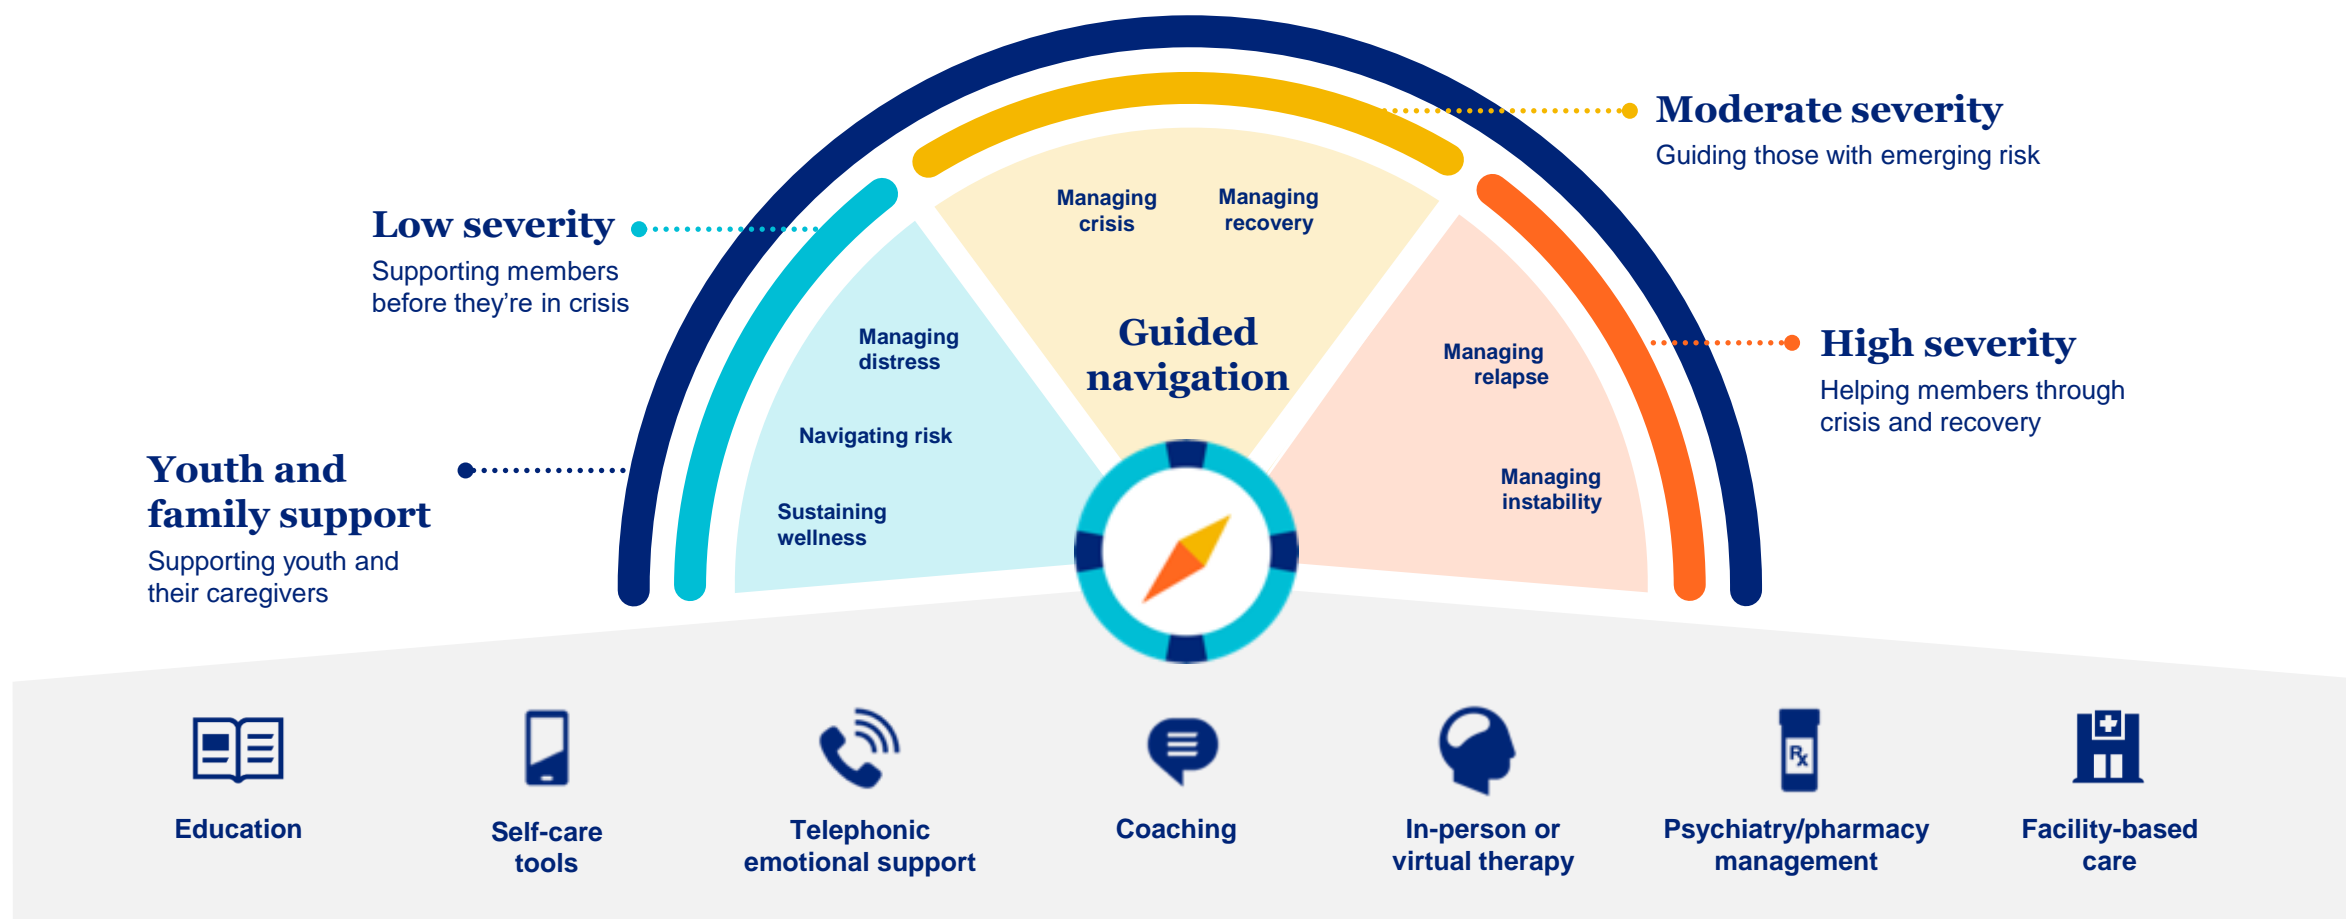 Moderate severity
Guiding those with emerging risk
Low severity
Supporting members
before they’re in crisis
High severity
Helping members through
crisis and recovery
Youth and
family support
Supporting youth and
their caregivers
Managing
crisis
Managing
recovery
Guided
navigation
Managing
distress
Navigating risk
Sustaining
wellness
Managing
relapse
Managing
instability
Rx
Education
Self-care
tools
Telephonic
emotional support
Coaching
In-person or
virtual therapy
Psychiatry/pharmacy
management
Facility-based
care